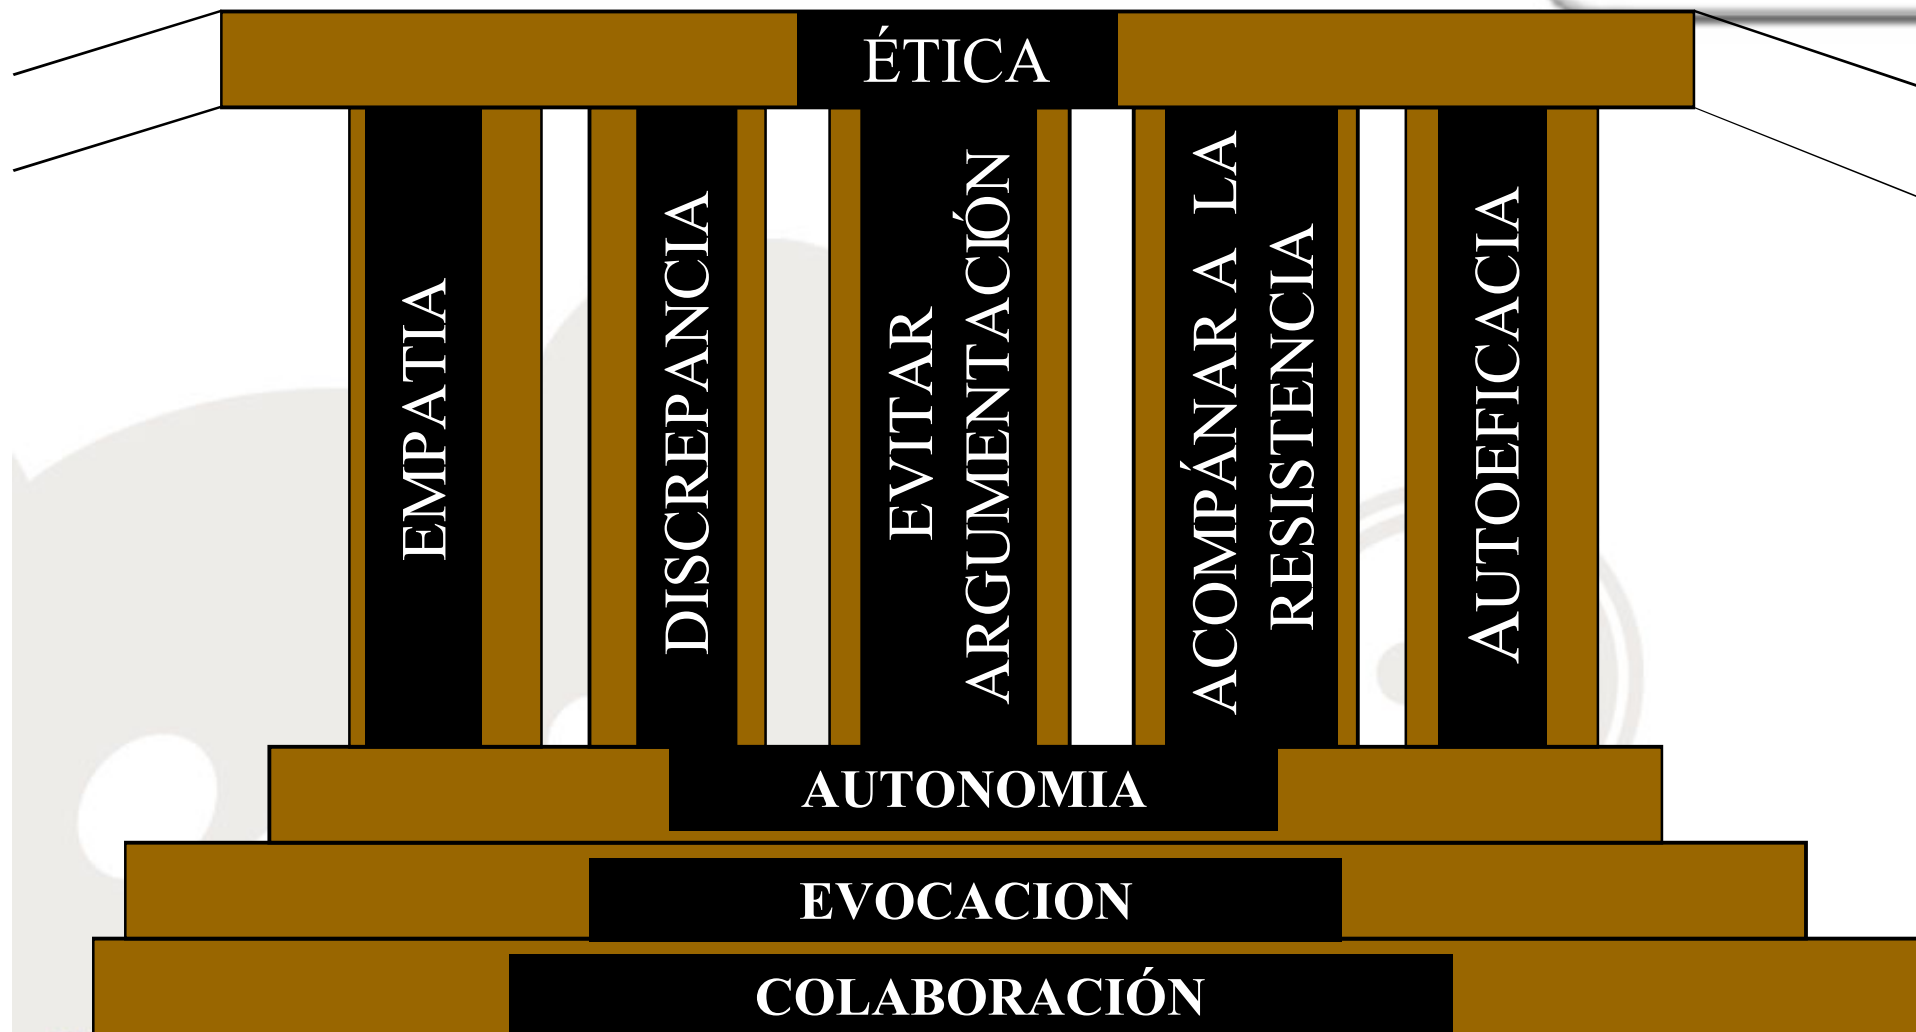 ÉTICA
EMPATIA
DISCREPANCIA
EVITAR
ARGUMENTACIÓN
ACOMPÁNAR A LA
RESISTENCIA
AUTOEFICACIA
AUTONOMIA
EVOCACION
COLABORACIÓN